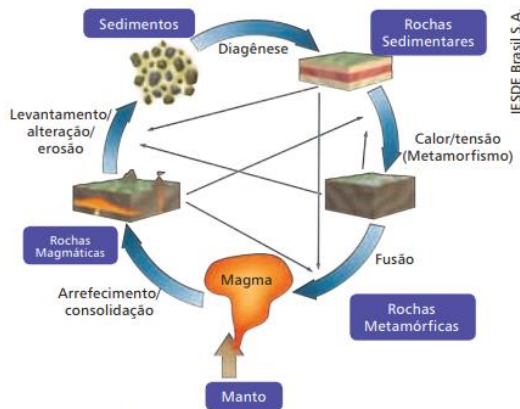 Sedimentos
Diagênese
Rochas
Sedimentares
IESDE Brasil S.A.
Levantamento/
alteração/
erosão
Calor/tensão
(Metamorfismo)
Rochas
Magmáticas
Magma
Fusão
Arrefecimento/
consolidação
Rochas
Metamórficas
Manto